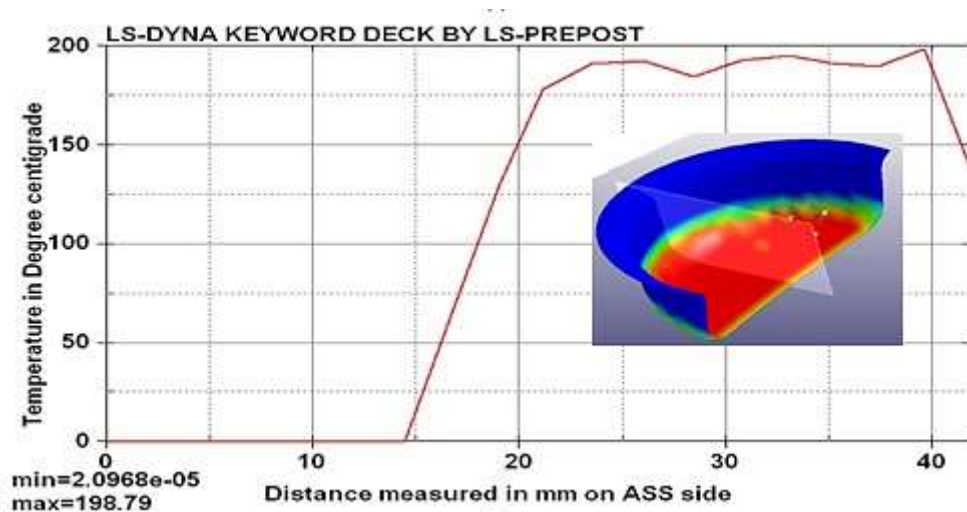 LS-DYNA KEYWORD DECK BY LS-PREPOST
200
150
100
50
0
Temperature in Degree centigrade
0 10 20 30 40
min=2.0968e-05
max=198.79
Distance measured in mm on ASS side